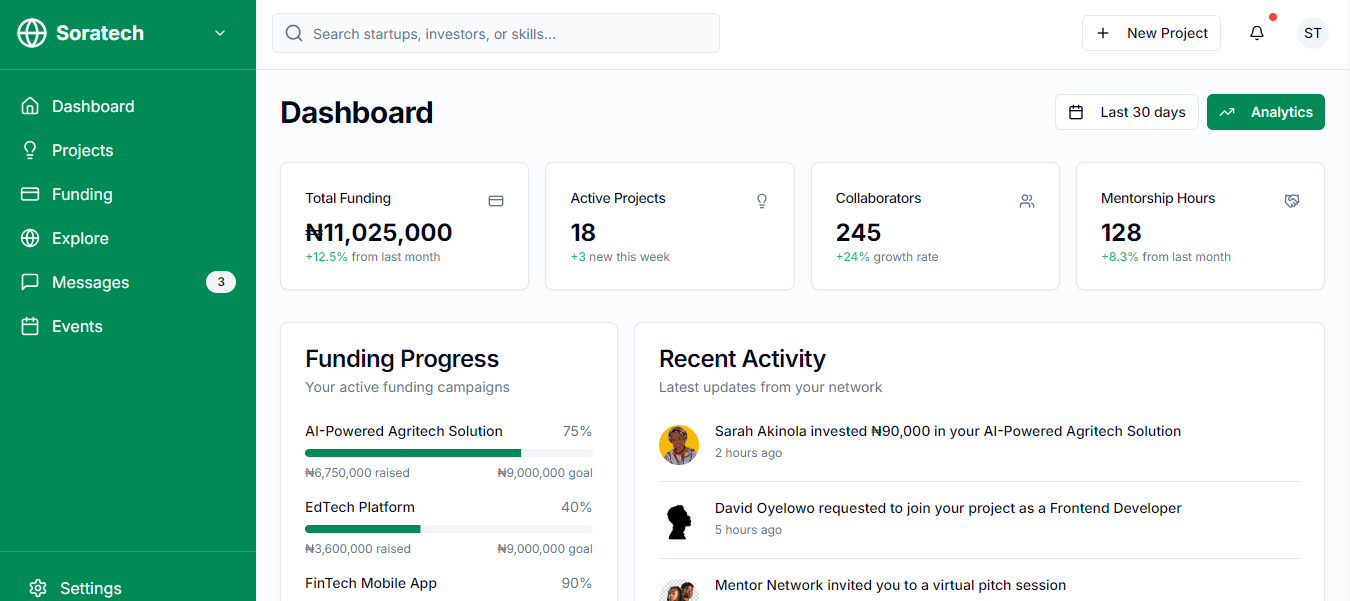 Soratech
Dashboard
Projects
Funding
Explore
Messages 3
Events
Settings
Search startups, investors, or skills...
New Project
ST
Dashboard
Last 30 days
Analytics
Total Funding
₦11,025,000
+12.5% from last month
Active Projects
18
+3 new this week
Collaborators
245
+24% growth rate
Mentorship Hours
128
+8.3% from last month
Funding Progress
Your active funding campaigns
AI-Powered Agritech Solution 75%
₦6,750,000 raised ₦9,000,000 goal
EdTech Platform 40%
₦3,600,000 raised ₦9,000,000 goal
FinTech Mobile App 90%
Recent Activity
Latest updates from your network
Sarah Akinola invested ₦90,000 in your AI-Powered Agritech Solution
2 hours ago
David Oyelowo requested to join your project as a Frontend Developer
5 hours ago
Mentor Network invited you to a virtual pitch session